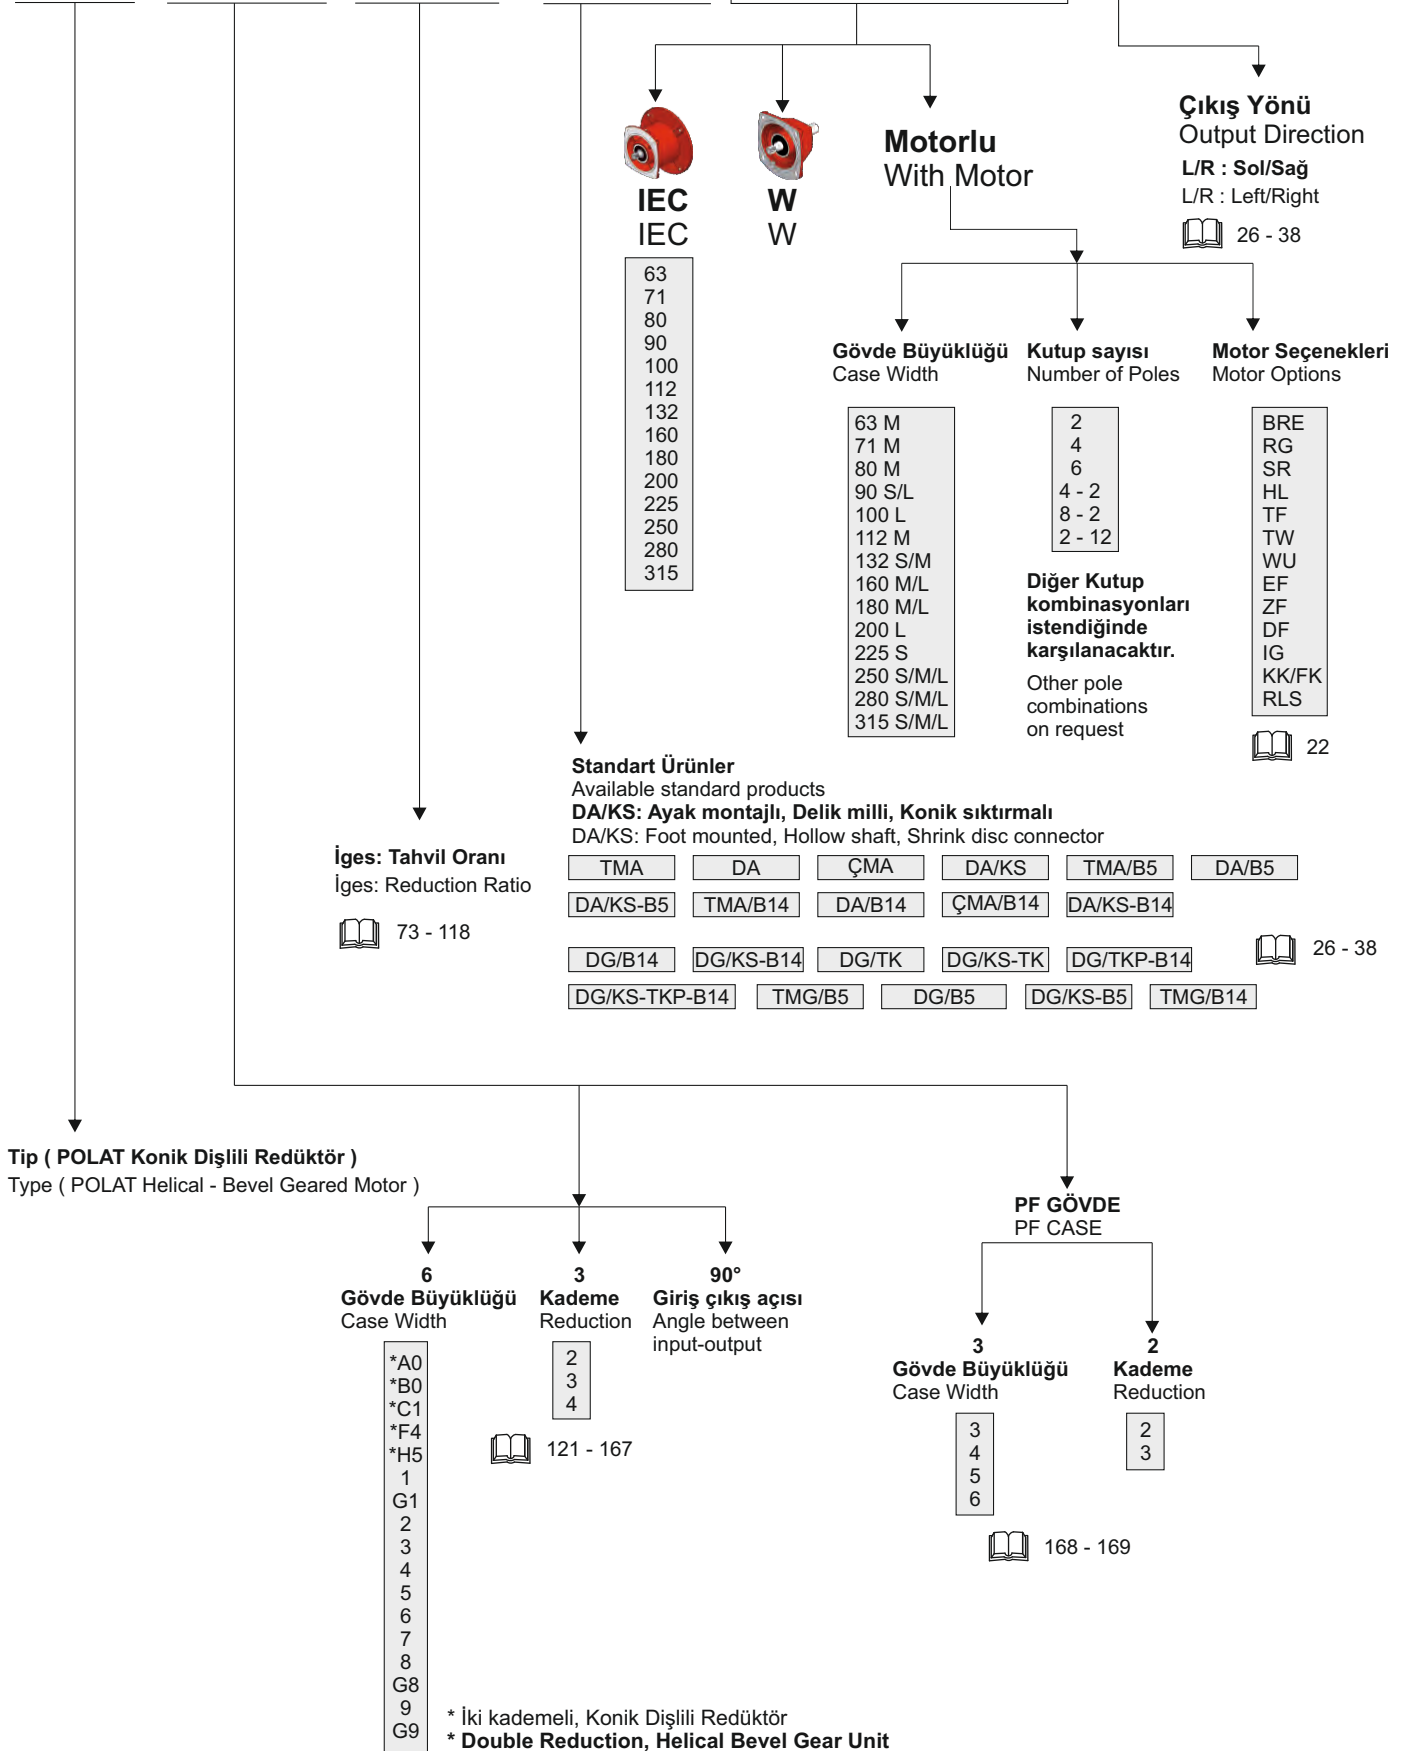 Çıkış Yönü
Output Direction
L/R : Sol/Sağ
L/R : Left/Right
26 - 38
Motorlu
With Motor
IEC
IEC
W
W
63
71
80
90
100
112
132
160
180
200
225
250
280
315
Gövde Büyüklüğü
Case Width
63 M
71 M
80 M
90 S/L
100 L
112 M
132 S/M
160 M/L
180 M/L
200 L
225 S
250 S/M/L
280 S/M/L
315 S/M/L
Kutup sayısı
Number of Poles
2
4
6
4 - 2
8 - 2
2 - 12
Diğer Kutup
kombinasyonları
istendiğinde
karşılanacaktır.
Other pole
combinations
on request
Motor Seçenekleri
Motor Options
BRE
RG
SR
HL
TF
TW
WU
EF
ZF
DF
IG
KK/FK
RLS
22
Standart Ürünler
Available standard products
DA/KS: Ayak montajlı, Delik milli, Konik sıktırmalı
DA/KS: Foot mounted, Hollow shaft, Shrink disc connector
TMA DA ÇMA DA/KS TMA/B5 DA/B5
DA/KS-B5 TMA/B14 DA/B14 ÇMA/B14 DA/KS-B14
DG/B14 DG/KS-B14 DG/TK DG/KS-TK DG/TKP-B14
26 - 38
DG/KS-TKP-B14 TMG/B5 DG/B5 DG/KS-B5 TMG/B14
İges: Tahvil Oranı
İges: Reduction Ratio
73 - 118
Tip ( POLAT Konik Dişlili Redüktör )
Type ( POLAT Helical - Bevel Geared Motor )
6
Gövde Büyüklüğü
Case Width
*A0
*B0
*C1
*F4
*H5
1
G1
2
3
4
5
6
7
8
G8
9
G9
3
Kademe
Reduction
2
3
4
121 - 167
90°
Giriş çıkış açısı
Angle between
input-output
PF GÖVDE
PF CASE
3
Gövde Büyüklüğü
Case Width
3
4
5
6
2
Kademe
Reduction
2
3
168 - 169
* İki kademeli, Konik Dişlili Redüktör
* Double Reduction, Helical Bevel Gear Unit